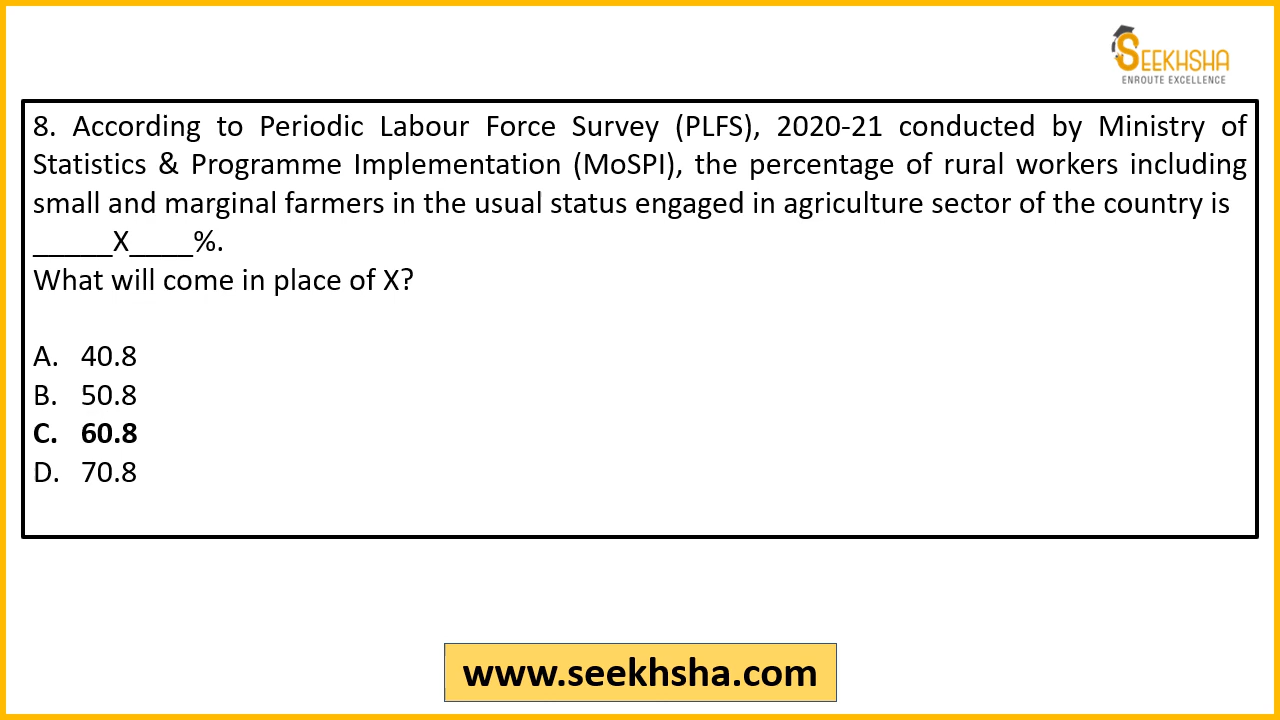 SEEKHSHA
ENROUTE EXCELLENCE
8. According to Periodic Labour Force Survey (PLFS), 2020-21 conducted by Ministry of
Statistics & Programme Implementation (MoSPI), the percentage of rural workers including
small and marginal farmers in the usual status engaged in agriculture sector of the country is
_____X____%.
What will come in place of X?
A. 40.8
B. 50.8
C. 60.8
D. 70.8
www.seekhsha.com